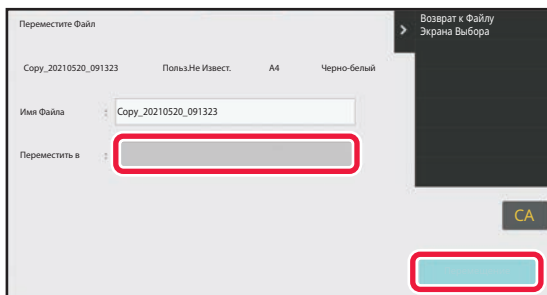 Переместите Файл
Возврат к Файлу
Экрана Выбора
Copy_20210520_091323 Польз.Не Извест. A4 Черно-белый
Имя Файла : Copy_20210520_091323
Переместить в :
CA